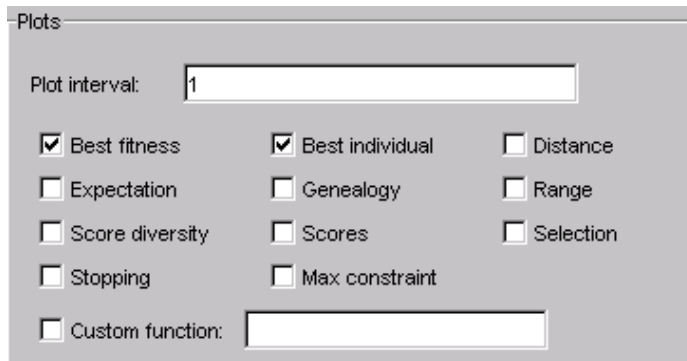 Plots
Plot interval: 1
Best fitness Best individual Distance
Expectation Genealogy Range
Score diversity Scores Selection
Stopping Max constraint
Custom function: